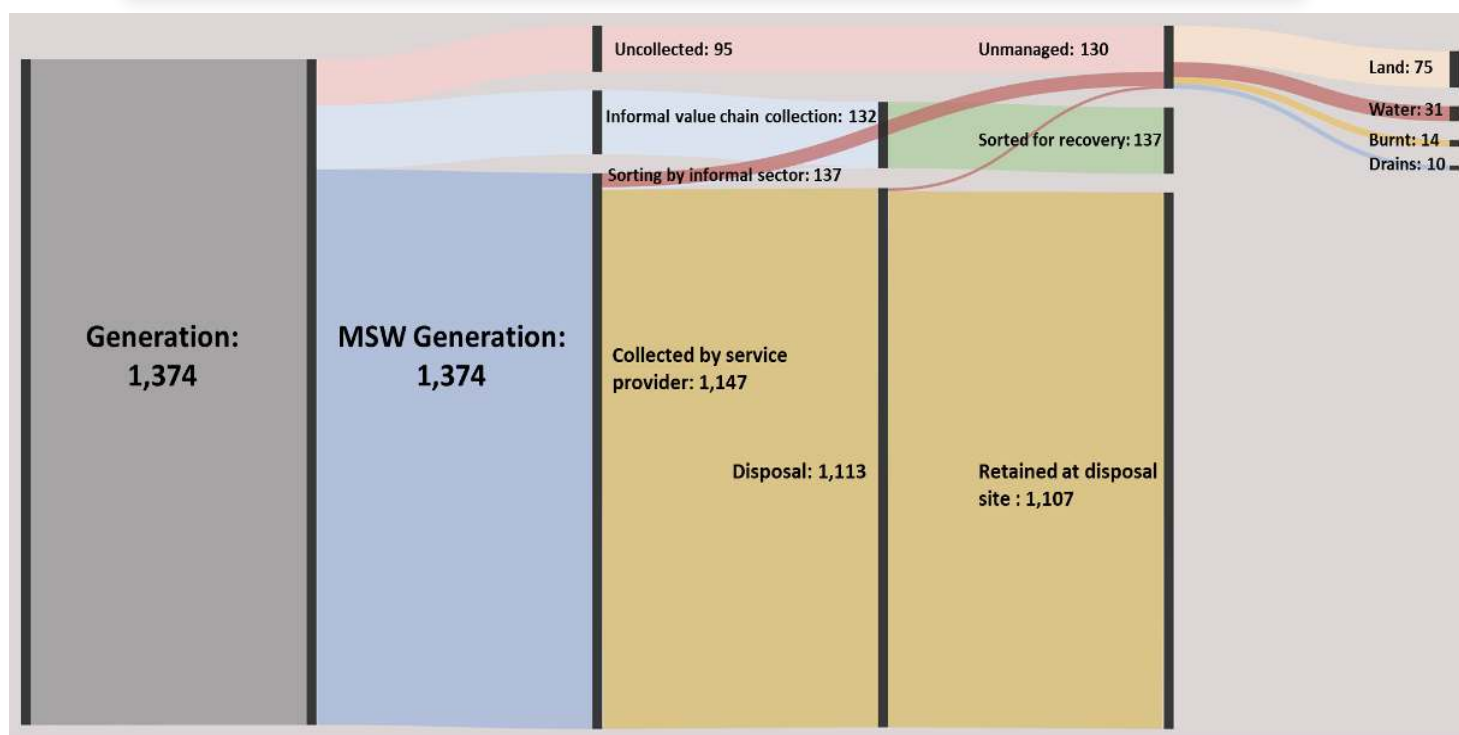 Generation:
1,374
MSW Generation:
1,374
Uncollected: 95
Informal value chain collection: 132
Sorting by informal sector: 137
Collected by service
provider: 1,147
Disposal: 1,113
Unmanaged: 130
Sorted for recovery: 137
Retained at disposal
site : 1,107
Land: 75
Water: 31
Burnt: 14
Drains: 10